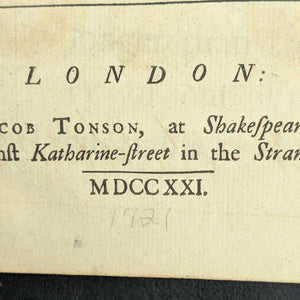 LONDON:
COB TONSON, at Shakeſpear
nſt Katharine-ſtreet in the Stran
MDCCXXI.
1721